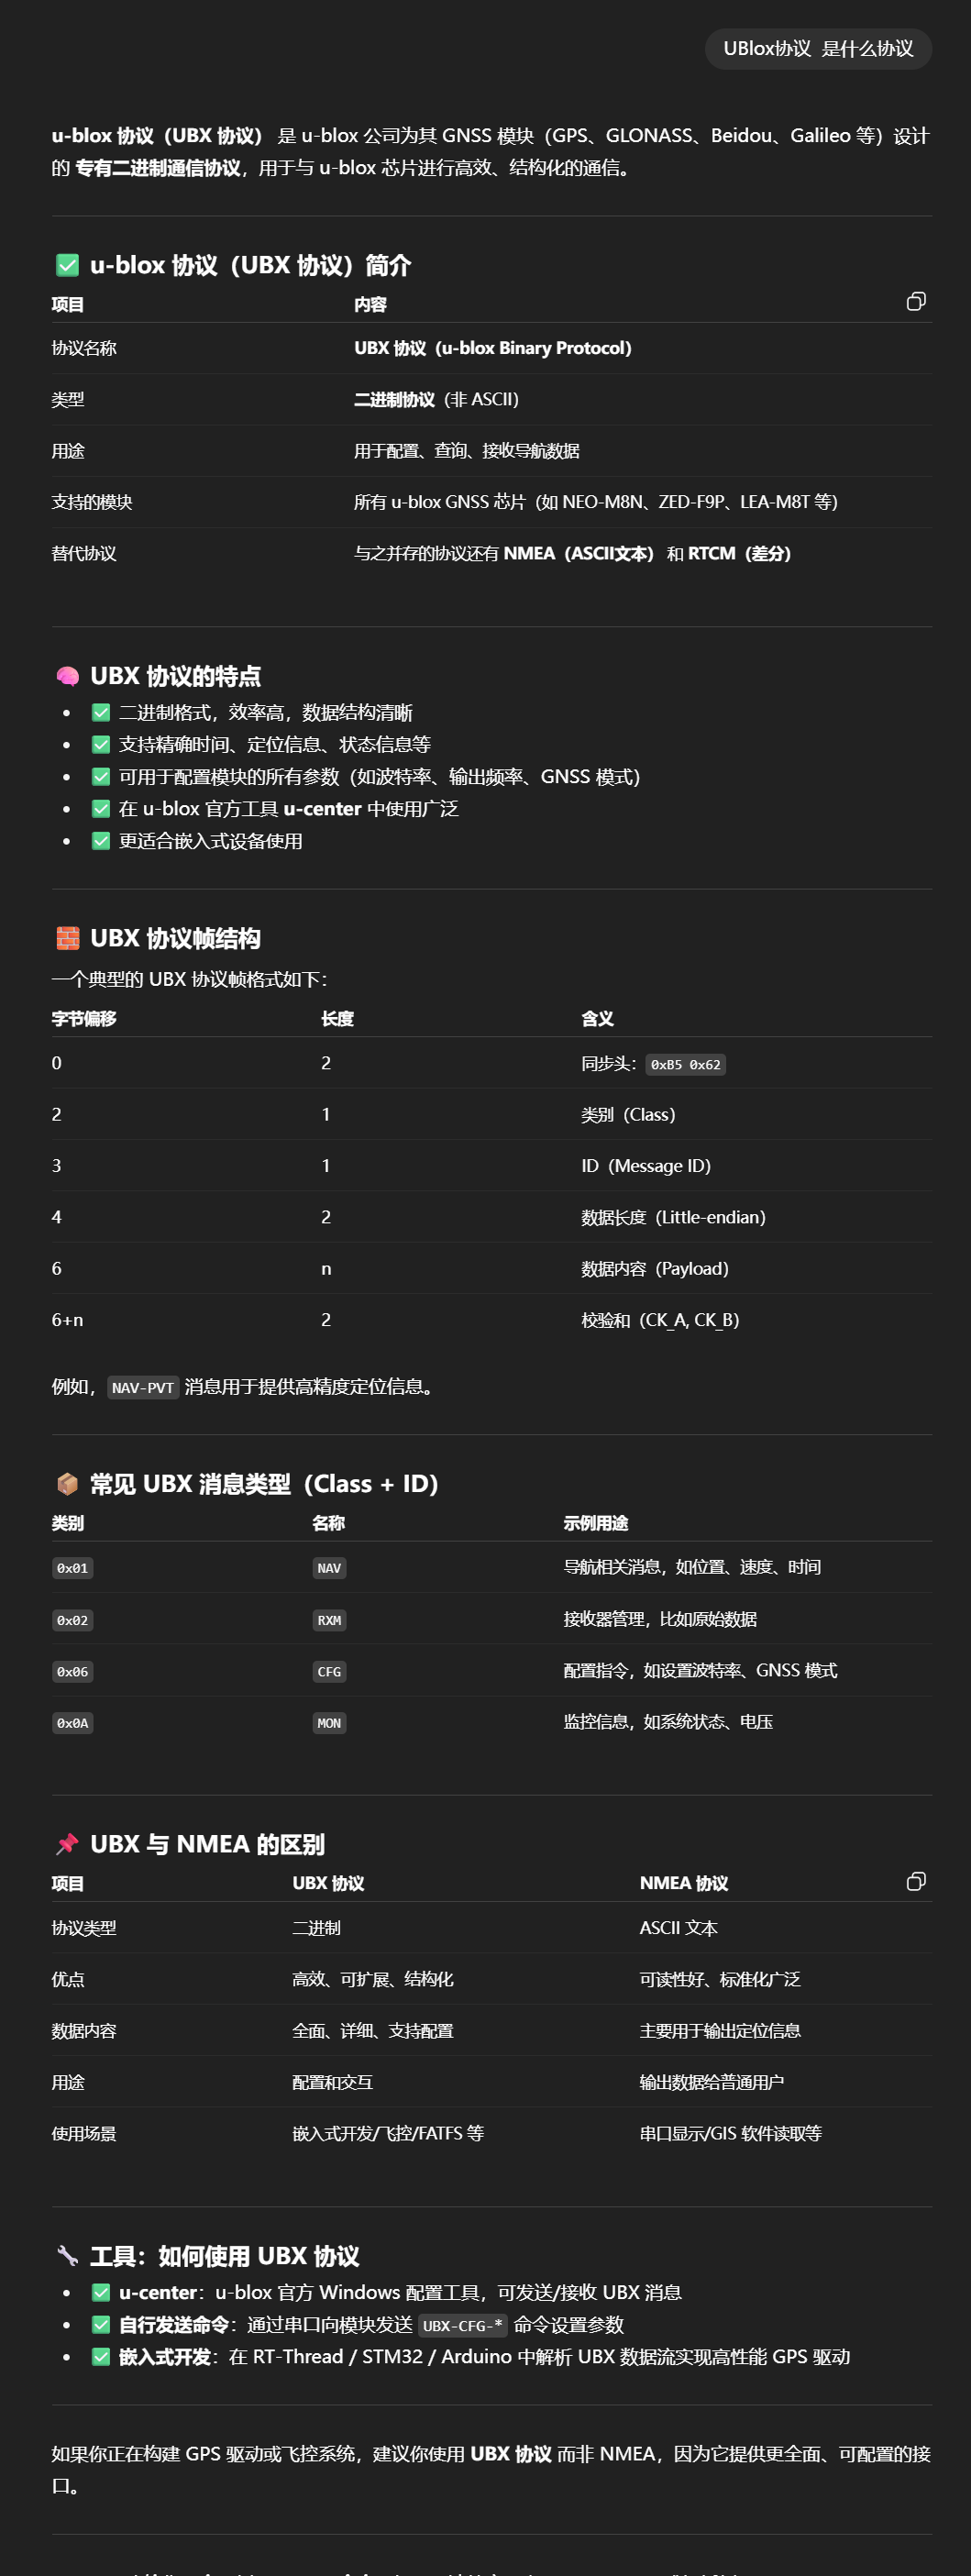 UBlox协议 是什么协议
u-blox 协议（UBX 协议） 是 u-blox 公司为其 GNSS 模块（GPS、GLONASS、Beidou、Galileo 等）设计
的 专有二进制通信协议，用于与 u-blox 芯片进行高效、结构化的通信。
✅ u-blox 协议（UBX 协议）简介
项目 内容
协议名称 UBX 协议（u-blox Binary Protocol）
类型 二进制协议（非 ASCII）
用途 用于配置、查询、接收导航数据
支持的模块 所有 u-blox GNSS 芯片（如 NEO-M8N、ZED-F9P、LEA-M8T 等）
替代协议 与之并存的协议还有 NMEA（ASCII文本） 和 RTCM（差分）
🧠 UBX 协议的特点
• ✅ 二进制格式，效率高，数据结构清晰
• ✅ 支持精确时间、定位信息、状态信息等
• ✅ 可用于配置模块的所有参数（如波特率、输出频率、GNSS 模式）
• ✅ 在 u-blox 官方工具 u-center 中使用广泛
• ✅ 更适合嵌入式设备使用
🧱 UBX 协议帧结构
一个典型的 UBX 协议帧格式如下：
字节偏移 长度 含义
0 2 同步头：0xB5 0x62
2 1 类别（Class）
3 1 ID（Message ID）
4 2 数据长度（Little-endian）
6 n 数据内容（Payload）
6+n 2 校验和（CK_A, CK_B）
例如，NAV-PVT 消息用于提供高精度定位信息。
📦 常见 UBX 消息类型（Class + ID）
类别 名称 示例用途
0x01 NAV 导航相关消息，如位置、速度、时间
0x02 RXM 接收器管理，比如原始数据
0x06 CFG 配置指令，如设置波特率、GNSS 模式
0x0A MON 监控信息，如系统状态、电压
📌 UBX 与 NMEA 的区别
项目 UBX 协议 NMEA 协议
协议类型 二进制 ASCII 文本
优点 高效、可扩展、结构化 可读性好、标准化广泛
数据内容 全面、详细、支持配置 主要用于输出定位信息
用途 配置和交互 输出数据给普通用户
使用场景 嵌入式开发/飞控/FATFS 等 串口显示/GIS 软件读取等
🔧 工具：如何使用 UBX 协议
• ✅ u-center：u-blox 官方 Windows 配置工具，可发送/接收 UBX 消息
• ✅ 自行发送命令：通过串口向模块发送 UBX-CFG-* 命令设置参数
• ✅ 嵌入式开发：在 RT-Thread / STM32 / Arduino 中解析 UBX 数据流实现高性能 GPS 驱动
如果你正在构建 GPS 驱动或飞控系统，建议你使用 UBX 协议 而非 NMEA，因为它提供更全面、可配置的接
口。